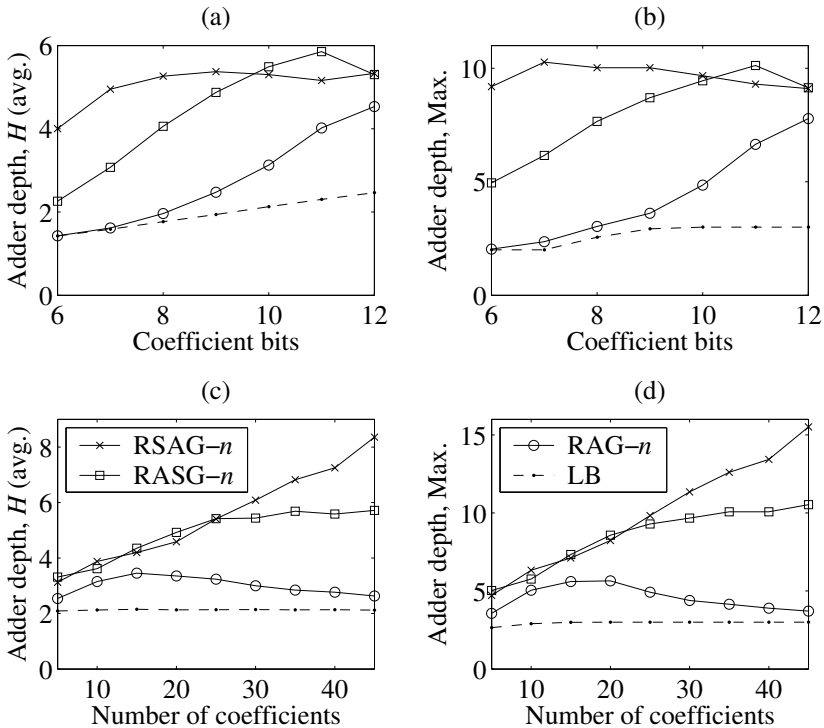 (a)
Adder depth, H (avg.)
6
4
2
0
6
8
10
12
Coefficient bits
(b)
Adder depth, Max.
10
5
0
6
8
10
12
Coefficient bits
(c)
Adder depth, H (avg.)
8
6
4
2
0
RSAG–n
RASG–n
10
20
30
40
Number of coefficients
(d)
Adder depth, Max.
15
10
5
0
RAG–n
LB
10
20
30
40
Number of coefficients